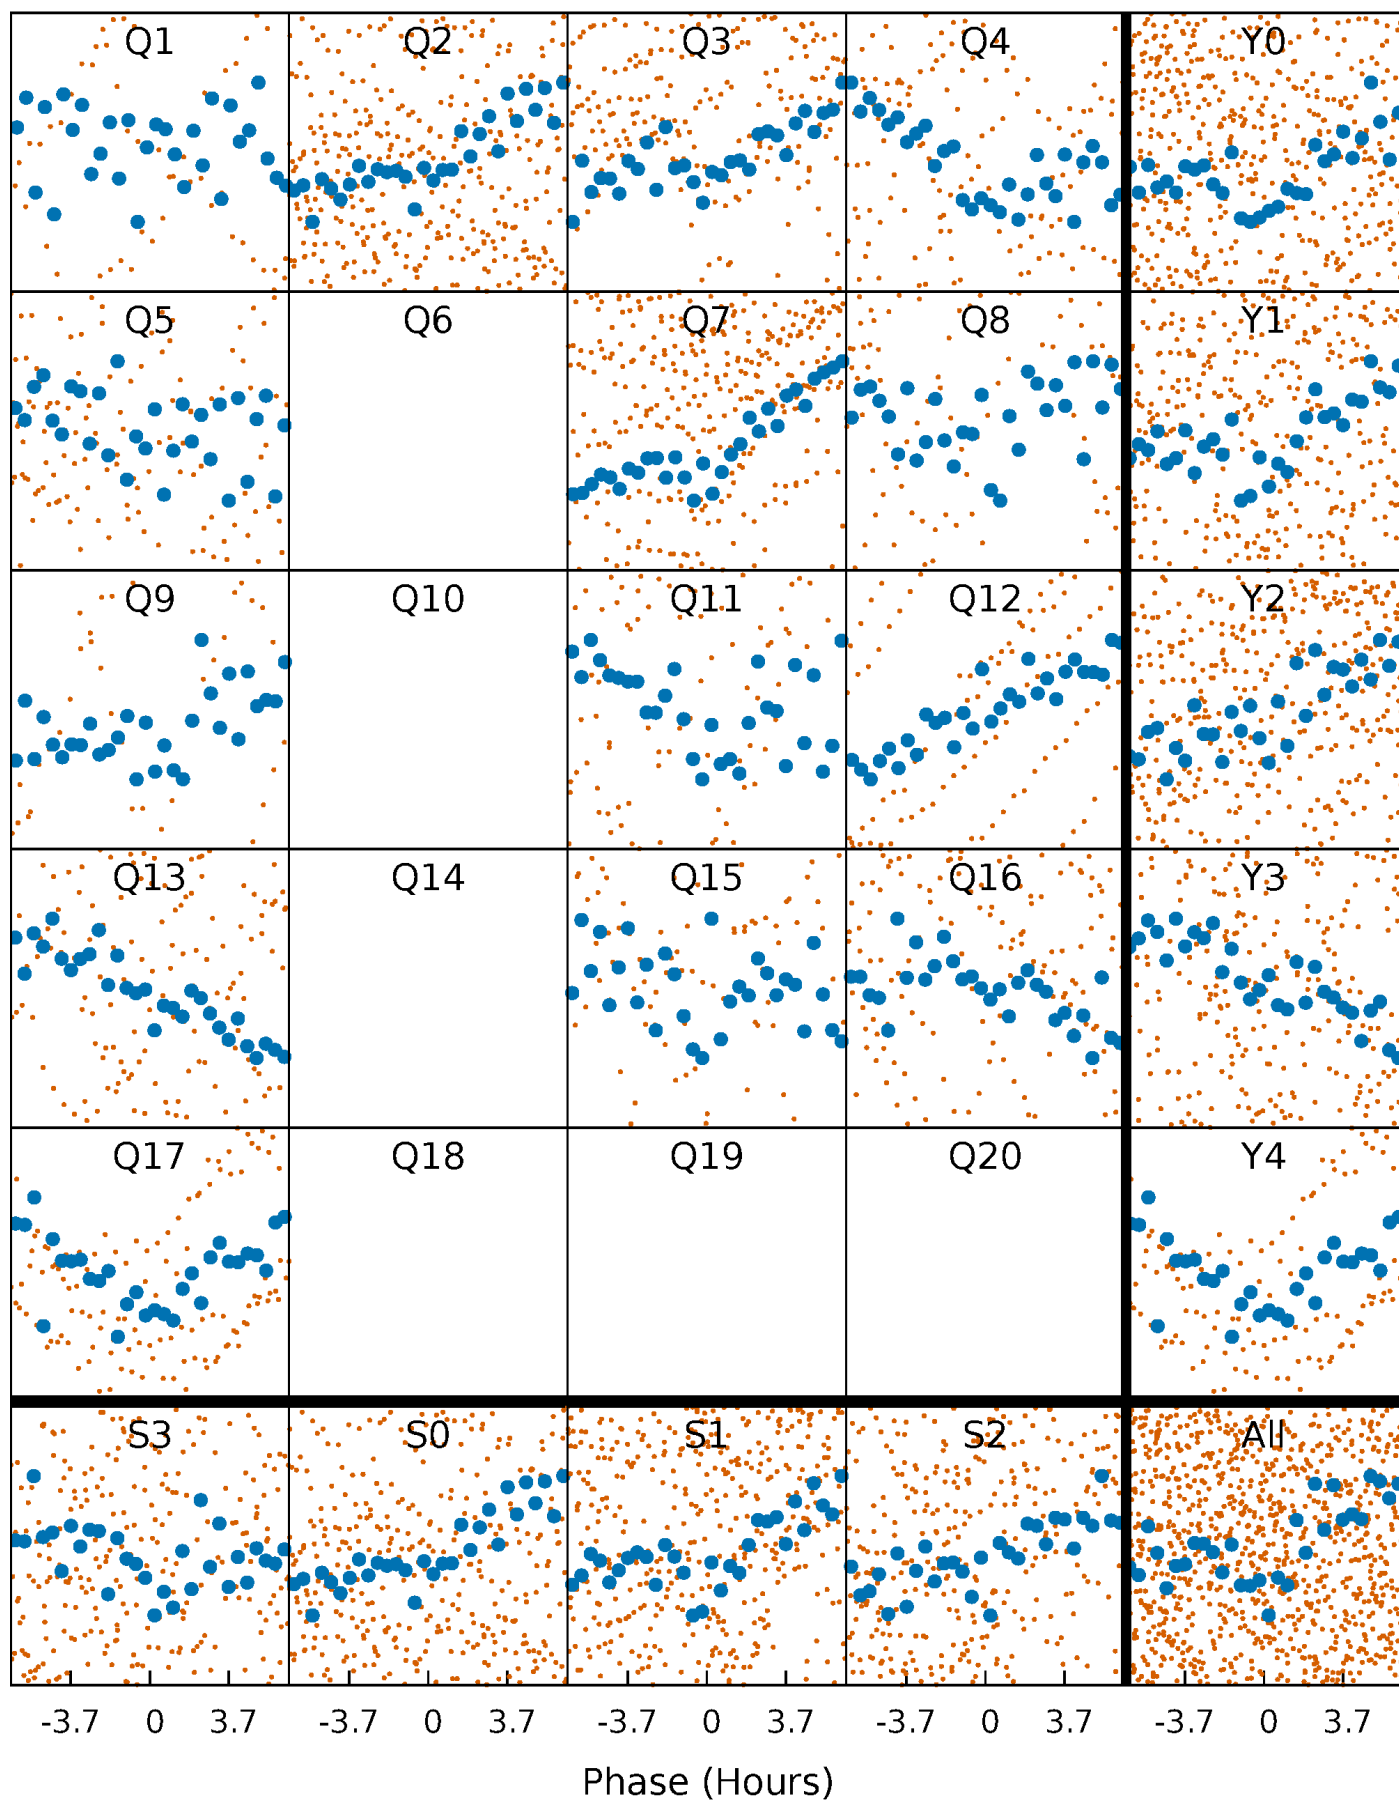 Q1 Q2 Q3 Q4 Y0
Q5 Q6 Q7 Q8 Y1
Q9 Q10 Q11 Q12 Y2
Q13 Q14 Q15 Q16 Y3
Q17 Q18 Q19 Q20 Y4
S3 S0 S1 S2 All
-3.7 0 3.7 -3.7 0 3.7 -3.7 0 3.7 -3.7 0 3.7 -3.7 0 3.7
Phase (Hours)